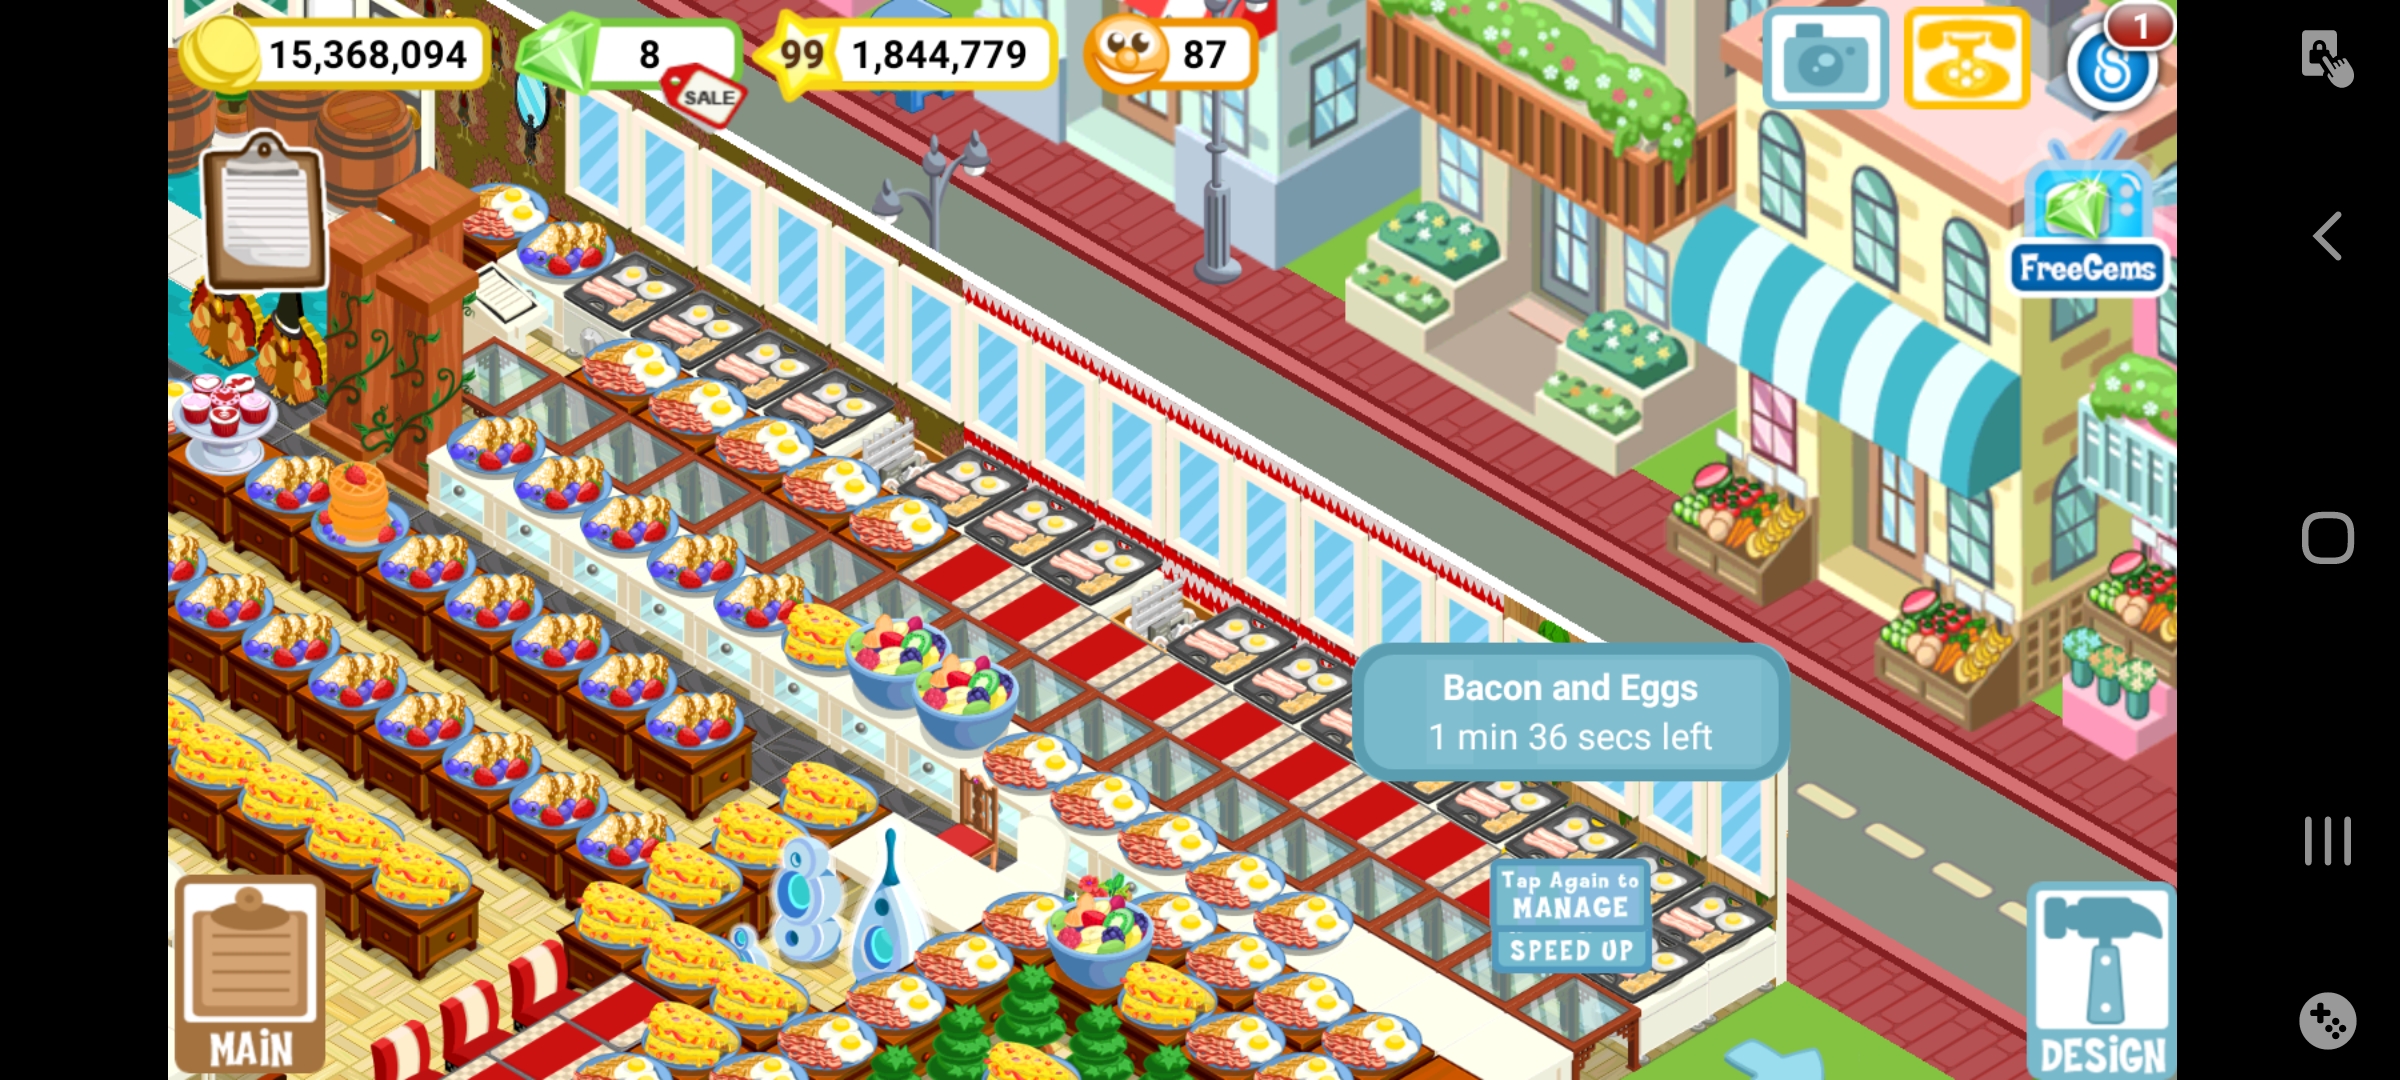 15,368,094
8
SALE
99
1,844,779
87
1
FreeGems
Bacon and Eggs
1 min 36 secs left
Tap Again to
MANAGE
SPEED UP
MAiN
DESiGN